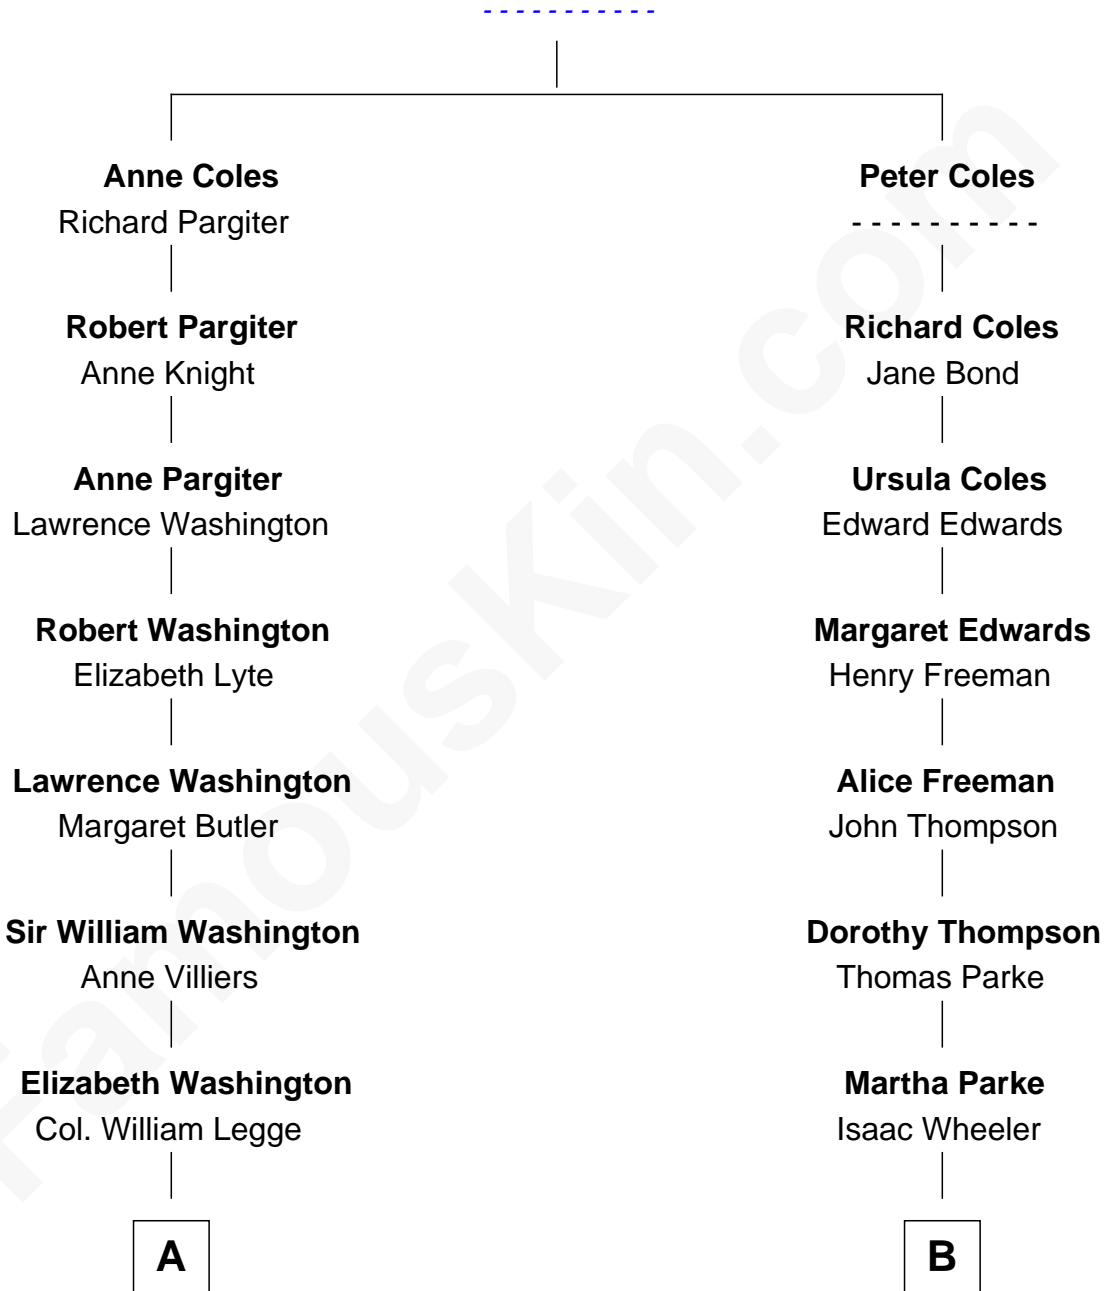 - - - - - - - - - - -
Anne Coles
Richard Pargiter
Peter Coles
- - - - - - - - - -
Robert Pargiter
Anne Knight
Richard Coles
Jane Bond
Anne Pargiter
Lawrence Washington
Ursula Coles
Edward Edwards
Robert Washington
Elizabeth Lyte
Margaret Edwards
Henry Freeman
Lawrence Washington
Margaret Butler
Alice Freeman
John Thompson
Sir William Washington
Anne Villiers
Dorothy Thompson
Thomas Parke
Elizabeth Washington
Col. William Legge
Martha Parke
Isaac Wheeler
A
B
FamousKin.com